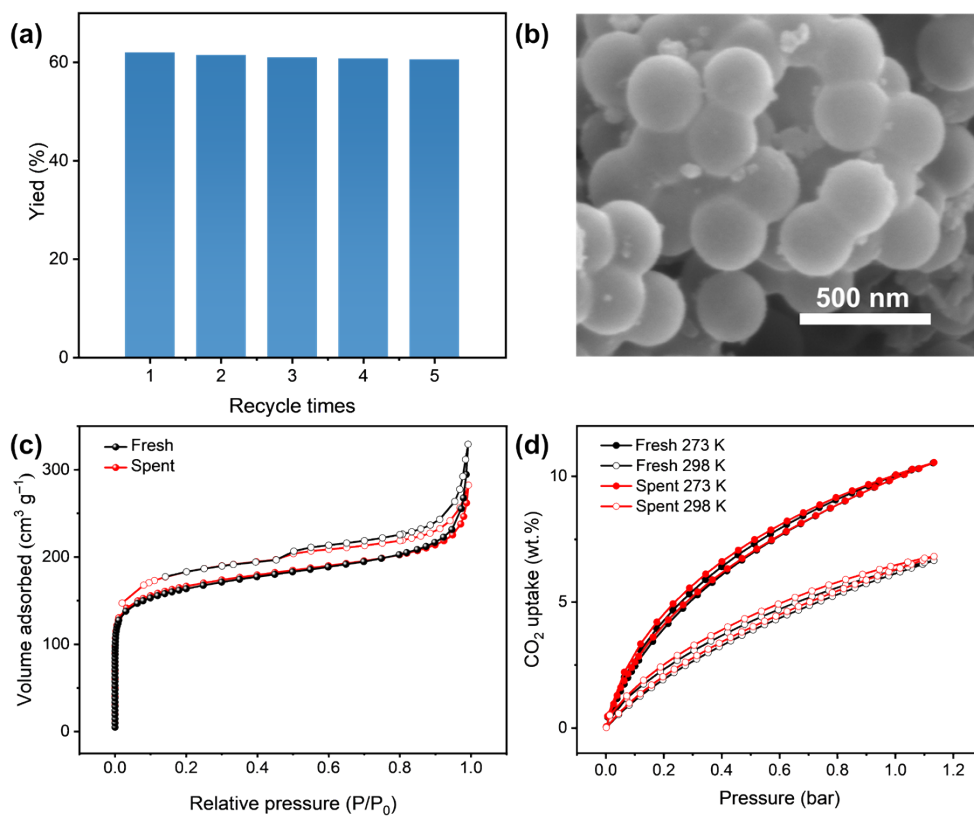 (a)
60
40
20
0
Yied (%)
1 2 3 4 5
Recycle times
(b)
500 nm
(c)
Fresh
Spent
300
200
100
0
Volume adsorbed (cm³ g⁻¹)
0.0 0.2 0.4 0.6 0.8 1.0
Relative pressure (P/P₀)
(d)
Fresh 273 K
Fresh 298 K
Spent 273 K
Spent 298 K
10
5
0
CO₂ uptake (wt.%)
0.0 0.2 0.4 0.6 0.8 1.0 1.2
Pressure (bar)